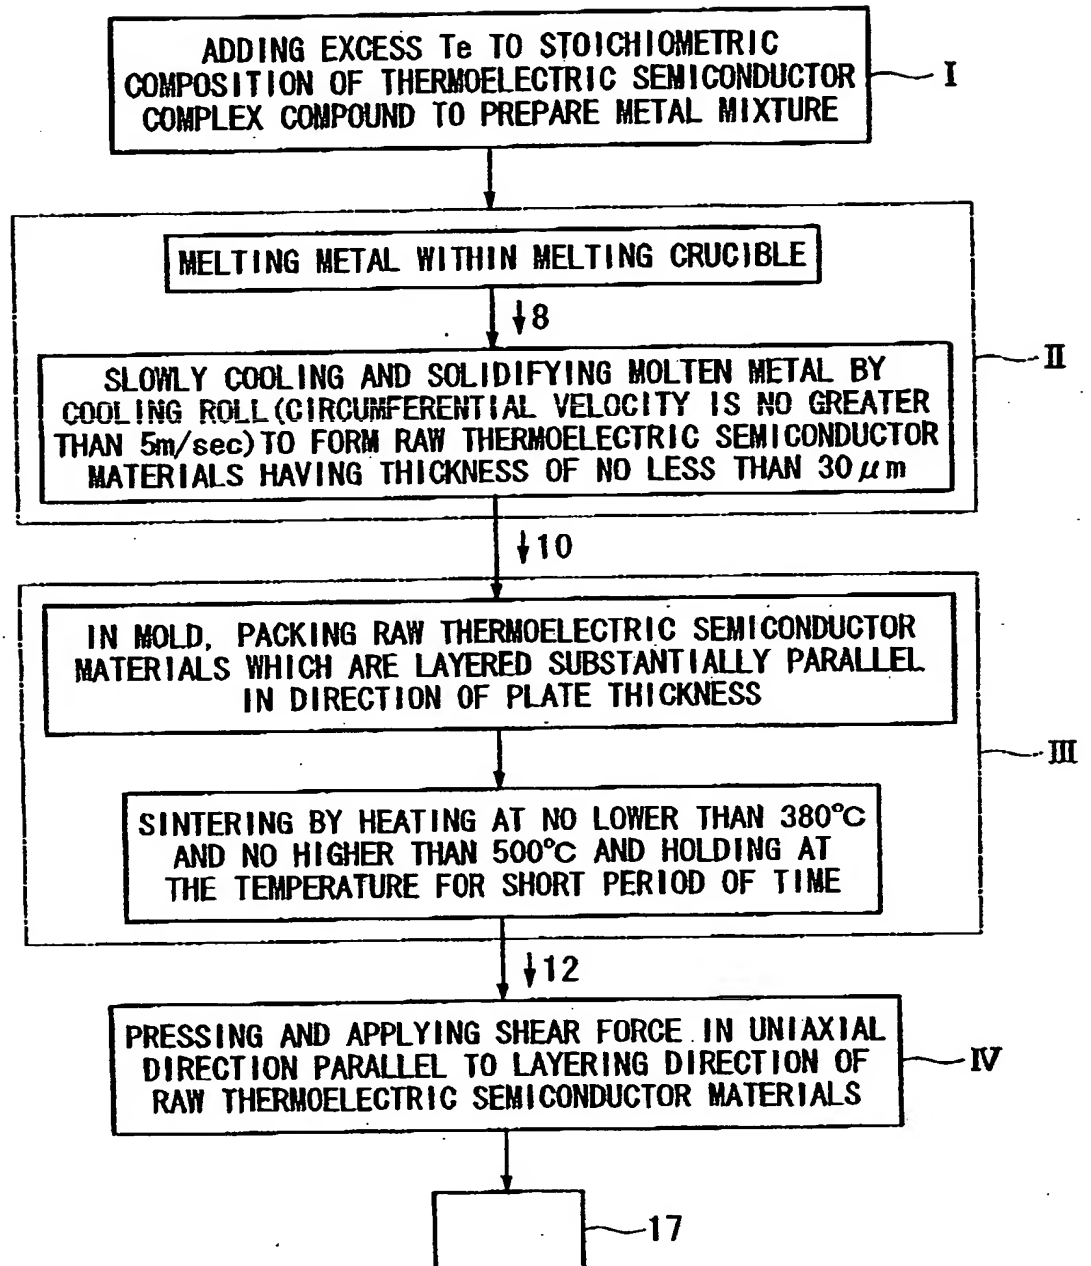 ADDING EXCESS Te TO STOICHIOMETRIC
COMPOSITION OF THERMOELECTRIC SEMICONDUCTOR
COMPLEX COMPOUND TO PREPARE METAL MIXTURE
I
MELTING METAL WITHIN MELTING CRUCIBLE
8
SLOWLY COOLING AND SOLIDIFYING MOLTEN METAL BY
COOLING ROLL(CIRCUMFERENTIAL VELOCITY IS NO GREATER
THAN 5m/sec)TO FORM RAW THERMOELECTRIC SEMICONDUCTOR
MATERIALS HAVING THICKNESS OF NO LESS THAN 30μm
II
10
IN MOLD, PACKING RAW THERMOELECTRIC SEMICONDUCTOR
MATERIALS WHICH ARE LAYERED SUBSTANTIALLY PARALLEL
IN DIRECTION OF PLATE THICKNESS
III
SINTERING BY HEATING AT NO LOWER THAN 380°C
AND NO HIGHER THAN 500°C AND HOLDING AT
THE TEMPERATURE FOR SHORT PERIOD OF TIME
12
PRESSING AND APPLYING SHEAR FORCE IN UNIAXIAL
DIRECTION PARALLEL TO LAYERING DIRECTION OF
RAW THERMOELECTRIC SEMICONDUCTOR MATERIALS
IV
17